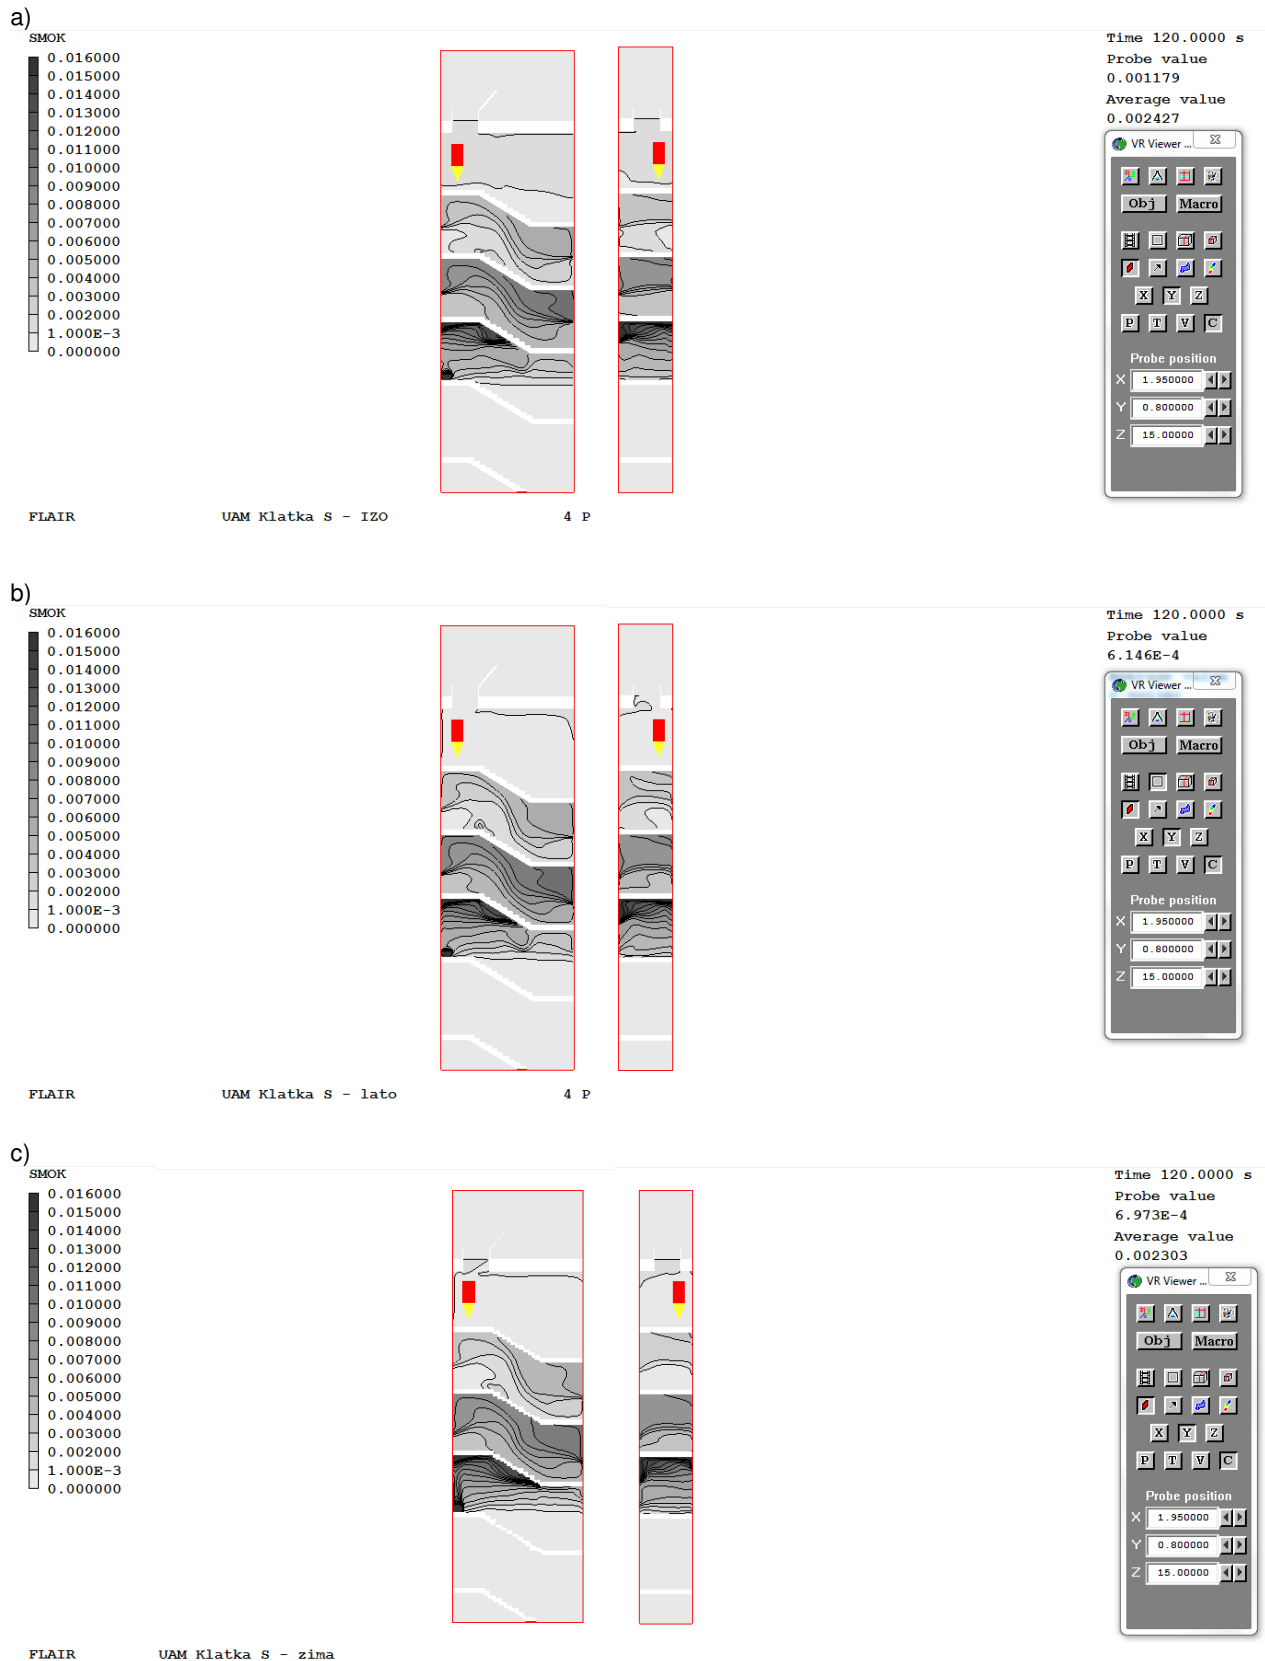 a)
SMOK
0.016000
0.015000
0.014000
0.013000
0.012000
0.011000
0.010000
0.009000
0.008000
0.007000
0.006000
0.005000
0.004000
0.003000
0.002000
1.000E-3
0.000000
Time 120.0000 s
Probe value
0.001179
Average value
0.002427
VR Viewer ...
Obj Macro
X Y Z
P T V C
Probe position
X 1.950000
Y 0.800000
Z 15.00000
FLAIR UAM Klatka S - IZO 4 P
b)
SMOK
0.016000
0.015000
0.014000
0.013000
0.012000
0.011000
0.010000
0.009000
0.008000
0.007000
0.006000
0.005000
0.004000
0.003000
0.002000
1.000E-3
0.000000
Time 120.0000 s
Probe value
6.146E-4
VR Viewer ...
Obj Macro
X Y Z
P T V C
Probe position
X 1.950000
Y 0.800000
Z 15.00000
FLAIR UAM Klatka S - lato 4 P
c)
SMOK
0.016000
0.015000
0.014000
0.013000
0.012000
0.011000
0.010000
0.009000
0.008000
0.007000
0.006000
0.005000
0.004000
0.003000
0.002000
1.000E-3
0.000000
Time 120.0000 s
Probe value
6.973E-4
Average value
0.002303
VR Viewer ...
Obj Macro
X Y Z
P T V C
Probe position
X 1.950000
Y 0.800000
Z 15.00000
FLAIR UAM Klatka S - zima